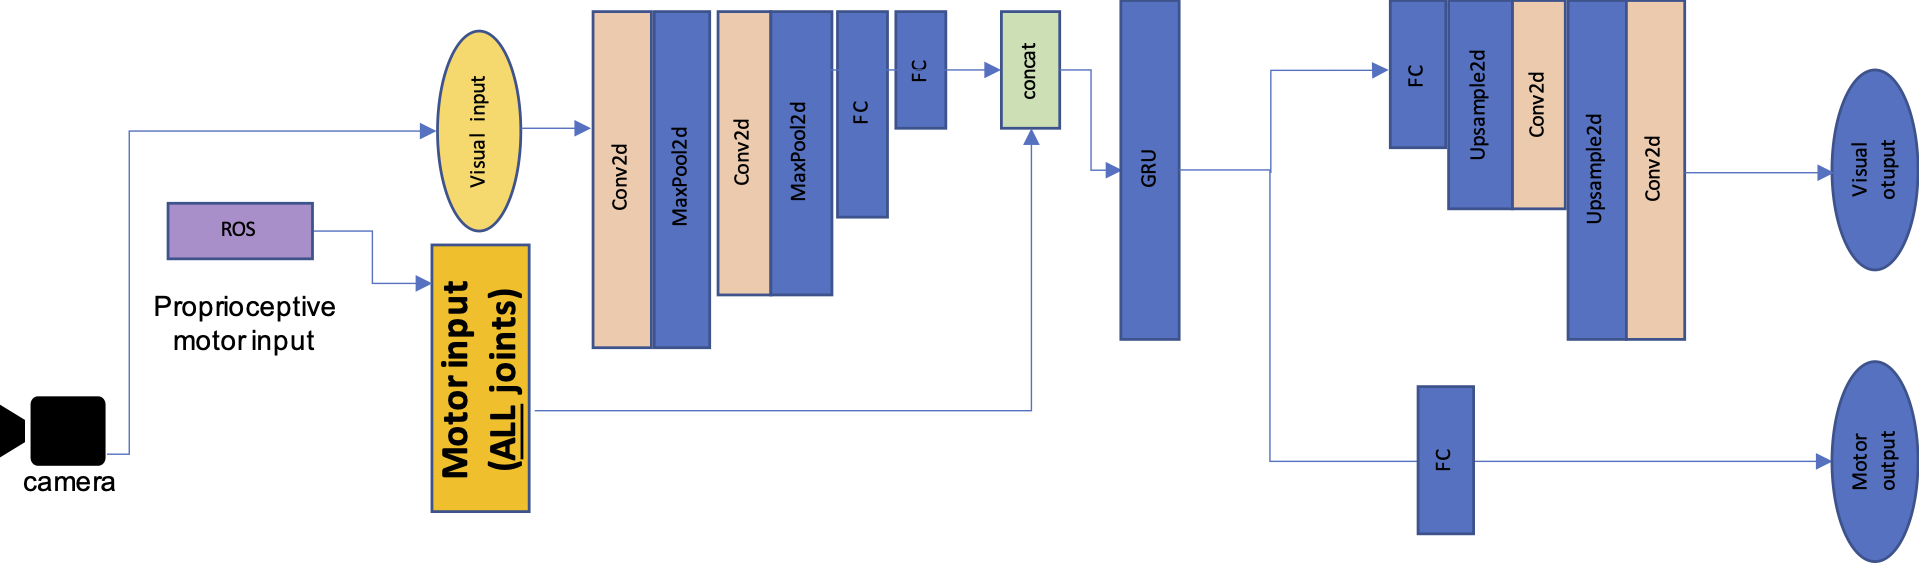 camera
ROS
Proprioceptive
motor input
Visual input
Motor input
(ALL joints)
Conv2d
MaxPool2d
Conv2d
MaxPool2d
FC
FC
concat
GRU
FC
Upsample2d
Conv2d
Upsample2d
Conv2d
Visual
otuput
FC
Motor
output